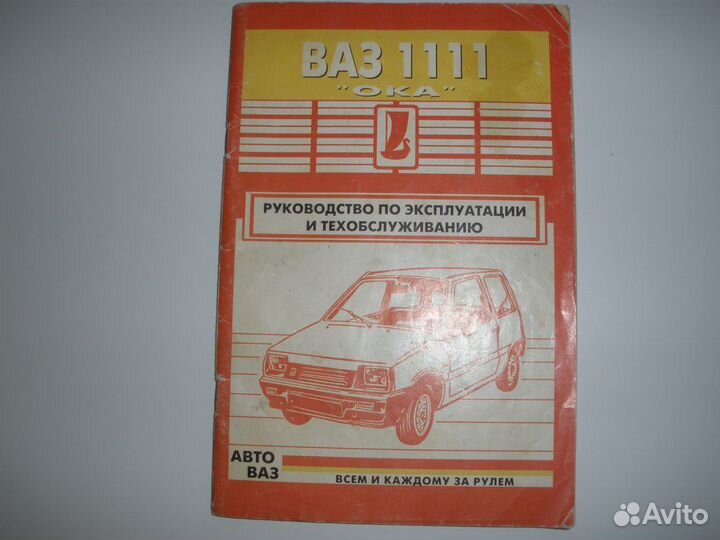 ВАЗ 1111
"ОКА"
РУКОВОДСТВО ПО ЭКСПЛУАТАЦИИ
И ТЕХОБСЛУЖИВАНИЮ
АВТО
ВАЗ
ВСЕМ И КАЖДОМУ ЗА РУЛЕМ
Avito